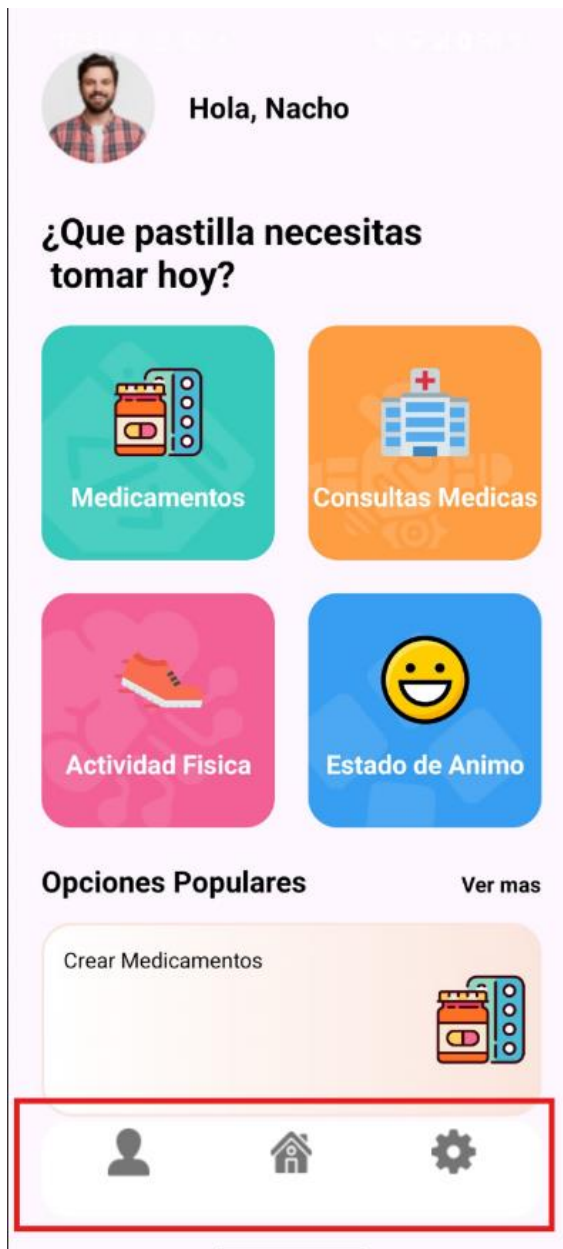 Hola, Nacho
¿Que pastilla necesitas
tomar hoy?
Medicamentos
Consultas Medicas
Actividad Fisica
Estado de Animo
Opciones Populares
Ver mas
Crear Medicamentos